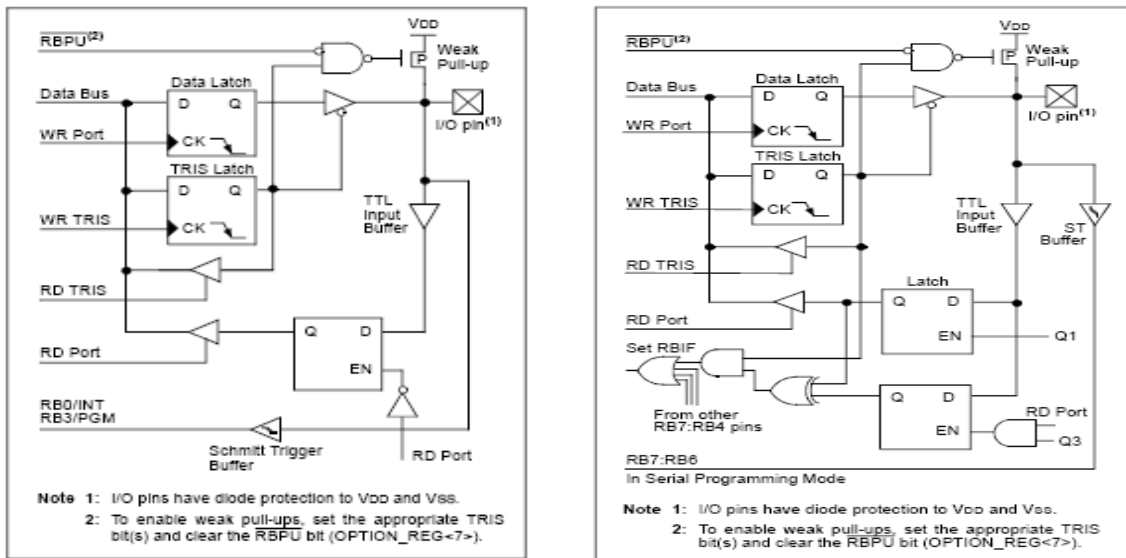 VDD
RBPU(2)
P
Weak
Pull-up
Data Bus
Data Latch
D Q
I/O pin(1)
WR Port
CK
TRIS Latch
D Q
TTL
Input
Buffer
WR TRIS
CK
RD TRIS
Q D
RD Port
EN
RB0/INT
RB3/PGM
Schmitt Trigger
Buffer
RD Port
Note 1: I/O pins have diode protection to VDD and VSS.
2: To enable weak pull-ups, set the appropriate TRIS
bit(s) and clear the RBPU bit (OPTION_REG<7>).
VDD
RBPU(2)
P
Weak
Pull-up
Data Bus
Data Latch
D Q
I/O pin(1)
WR Port
CK
TRIS Latch
D Q
WR TRIS
CK
TTL
Input
Buffer
ST
Buffer
RD TRIS
Latch
Q D
RD Port
EN
Q1
Set RBIF
Q D
From other
RB7:RB4 pins
RD Port
EN
Q3
RB7:RB6
In Serial Programming Mode
Note 1: I/O pins have diode protection to VDD and VSS.
2: To enable weak pull-ups, set the appropriate TRIS
bit(s) and clear the RBPU bit (OPTION_REG<7>).